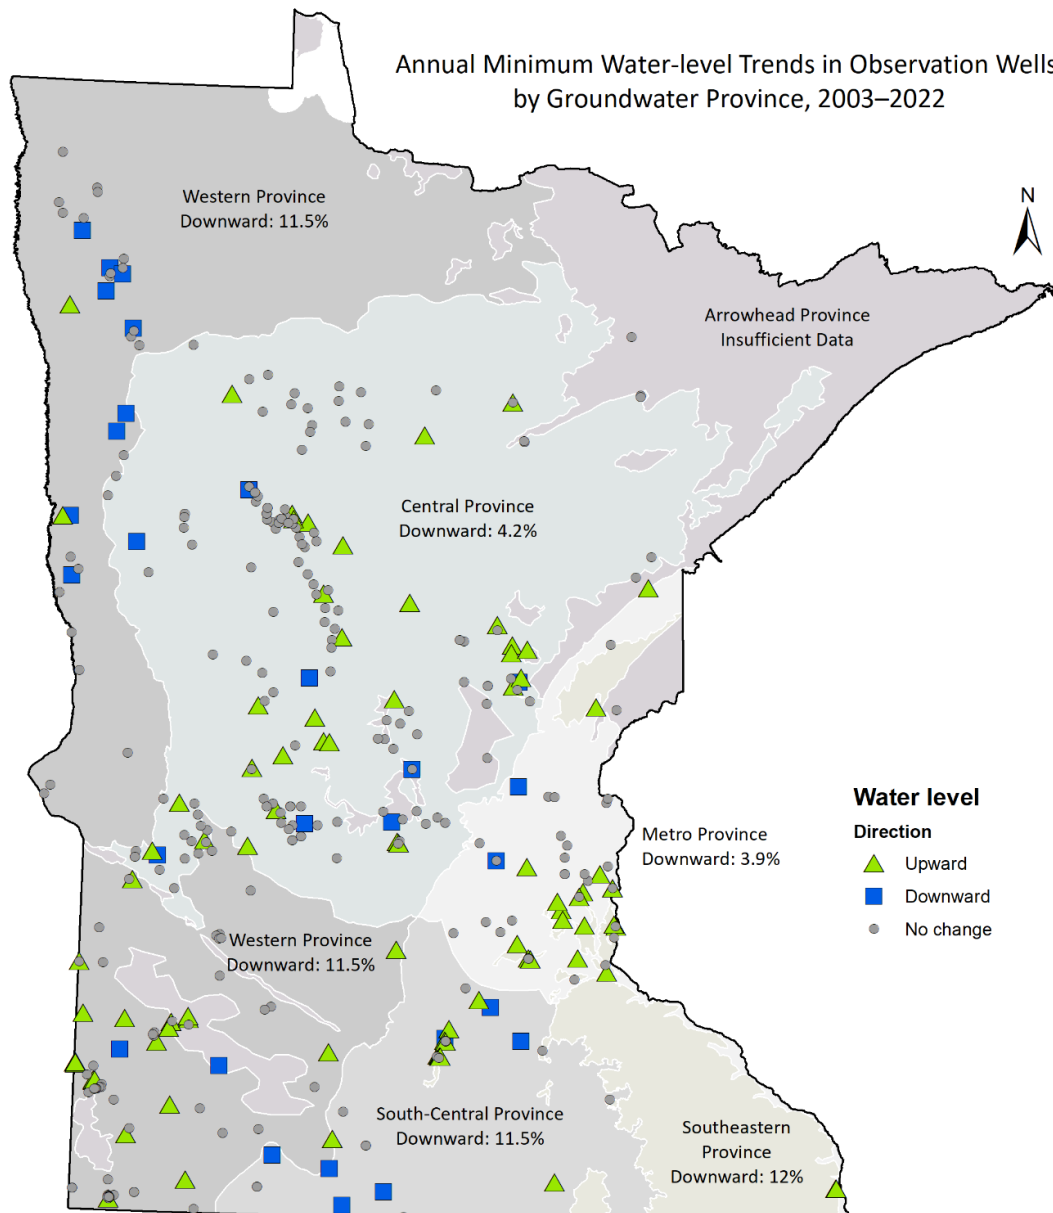 Annual Minimum Water-level Trends in Observation Wells
by Groundwater Province, 2003–2022
Western Province
Downward: 11.5%
N
Arrowhead Province
Insufficient Data
Central Province
Downward: 4.2%
Water level
Direction
Upward
Downward
No change
Metro Province
Downward: 3.9%
Western Province
Downward: 11.5%
South-Central Province
Downward: 11.5%
Southeastern
Province
Downward: 12%